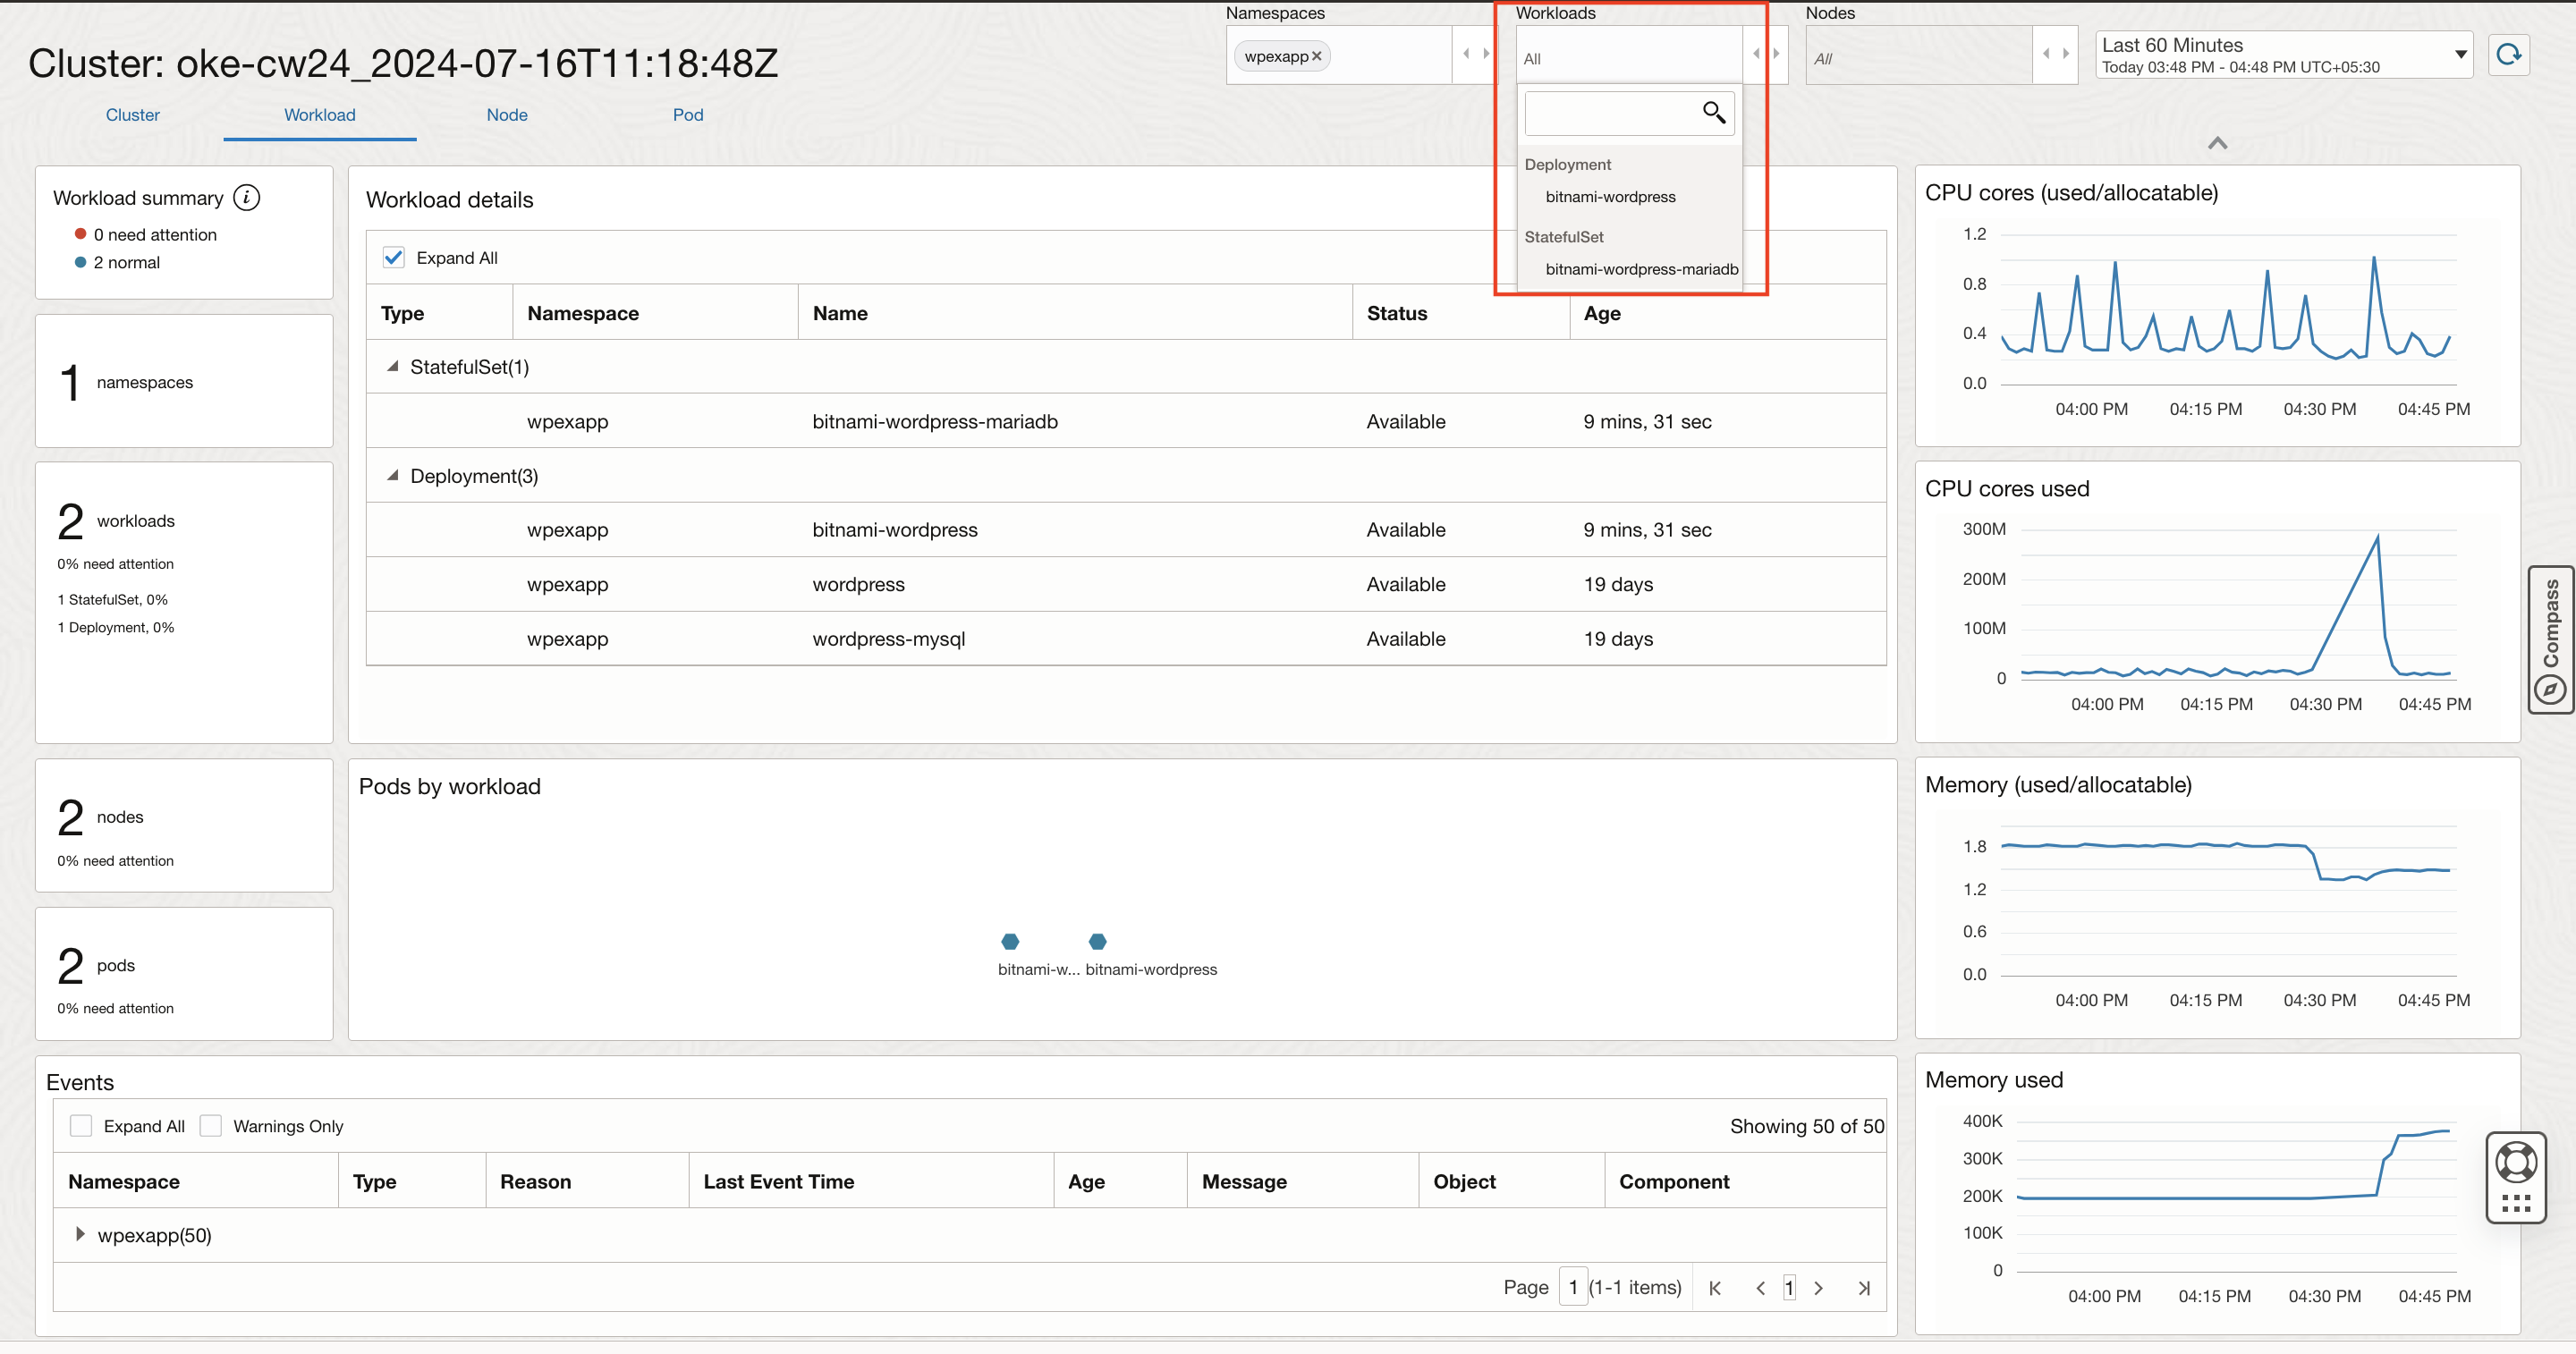 Namespaces
Workloads
Nodes
Cluster: oke-cw24_2024-07-16T11:18:48Z
wpexapp×
All
All
Last 60 Minutes
Today 03:48 PM - 04:48 PM UTC+05:30
Cluster
Workload
Node
Pod
Deployment
bitnami-wordpress
StatefulSet
bitnami-wordpress-mariadb
Workload summary i
0 need attention
2 normal
1 namespaces
2 workloads
0% need attention
1 StatefulSet, 0%
1 Deployment, 0%
2 nodes
0% need attention
2 pods
0% need attention
Workload details
Expand All
Type Namespace Name Status Age
StatefulSet(1)
wpexapp bitnami-wordpress-mariadb Available 9 mins, 31 sec
Deployment(3)
wpexapp bitnami-wordpress Available 9 mins, 31 sec
wpexapp wordpress Available 19 days
wpexapp wordpress-mysql Available 19 days
Pods by workload
bitnami-w... bitnami-wordpress
Events
Expand All Warnings Only
Showing 50 of 50
Namespace Type Reason Last Event Time Age Message Object Component
wpexapp(50)
Page 1 (1-1 items) 1
CPU cores (used/allocatable)
1.2
0.8
0.4
0.0
04:00 PM 04:15 PM 04:30 PM 04:45 PM
CPU cores used
300M
200M
100M
0
04:00 PM 04:15 PM 04:30 PM 04:45 PM
Memory (used/allocatable)
1.8
1.2
0.6
0.0
04:00 PM 04:15 PM 04:30 PM 04:45 PM
Memory used
400K
300K
200K
100K
0
04:00 PM 04:15 PM 04:30 PM 04:45 PM
Compass